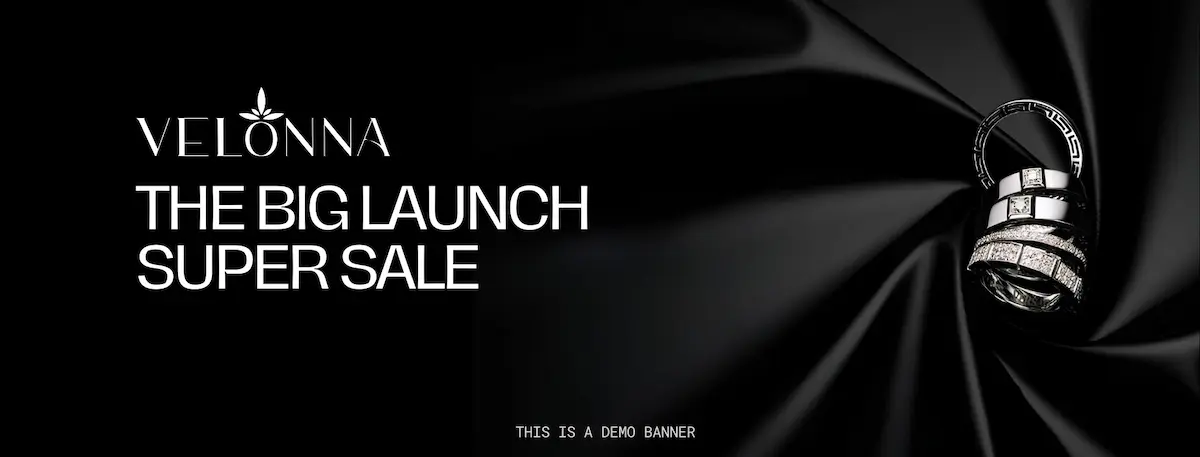 VELONNA
THE BIG LAUNCH
SUPER SALE
THIS IS A DEMO BANNER